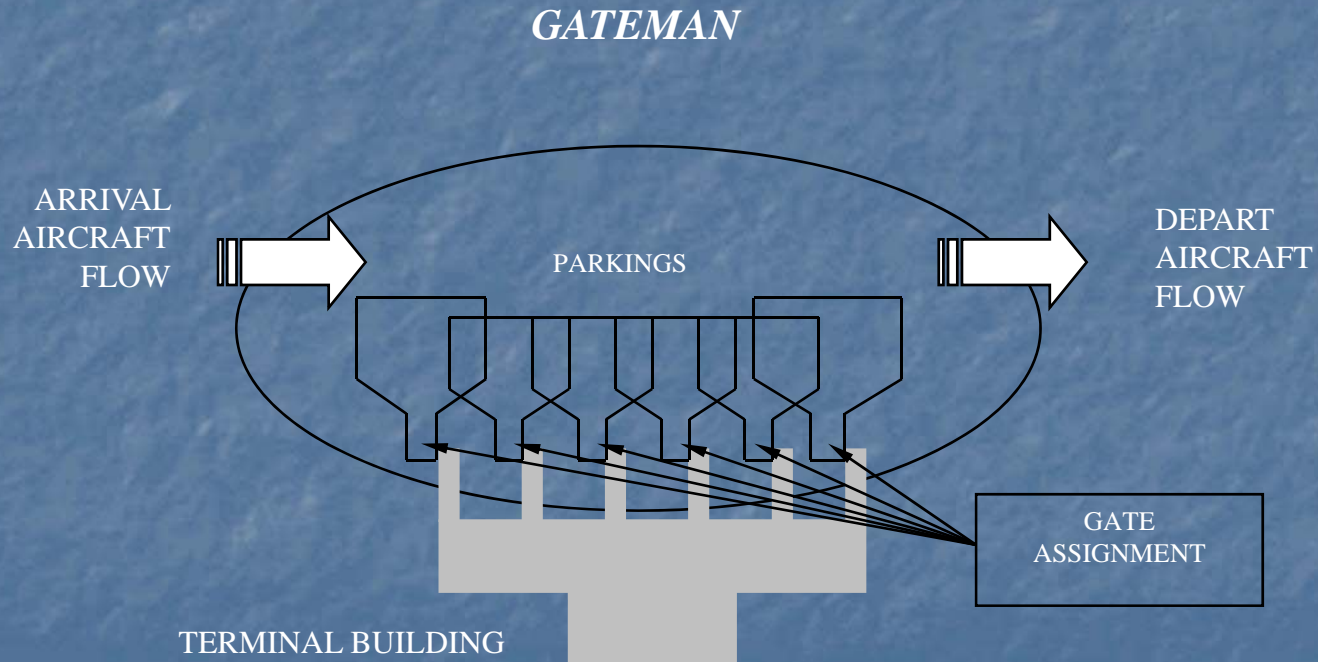 GATEMAN
ARRIVAL
AIRCRAFT
FLOW
PARKINGS
DEPART
AIRCRAFT
FLOW
GATE
ASSIGNMENT
TERMINAL BUILDING